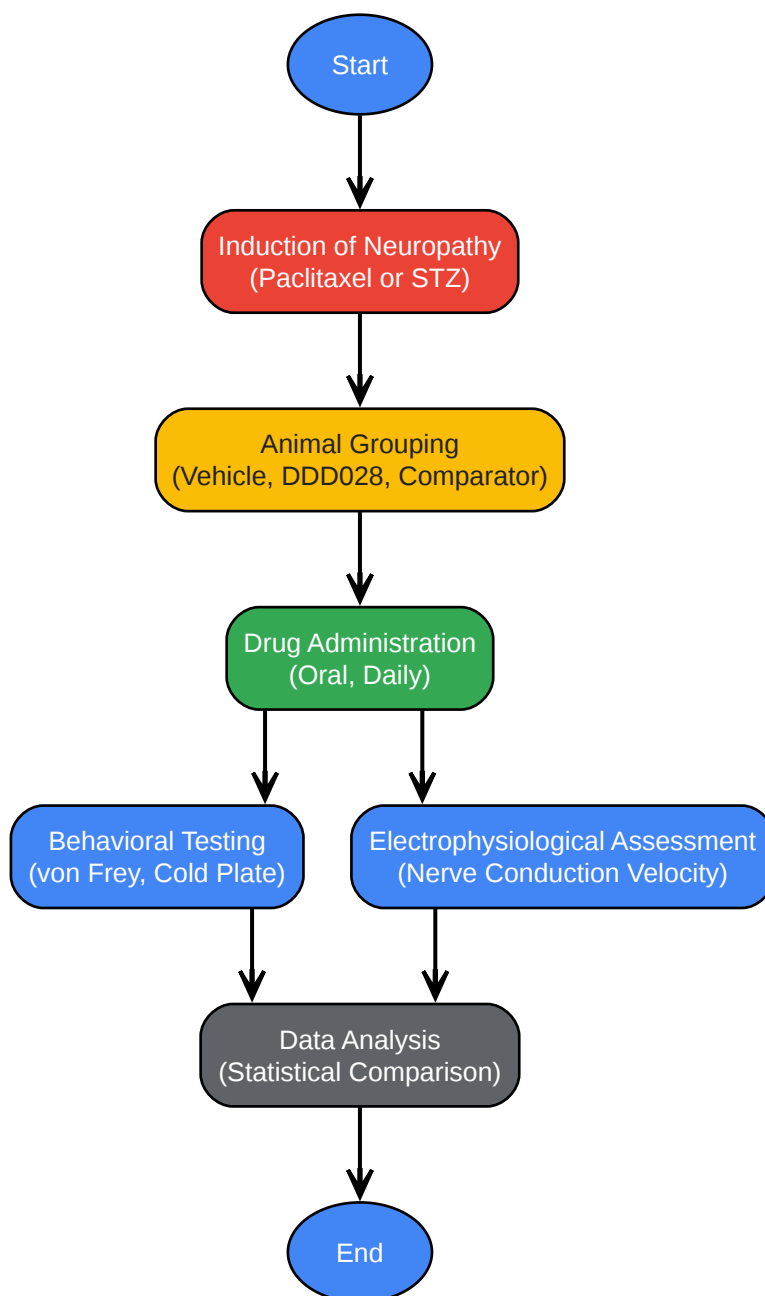 Start
Induction of Neuropathy
(Paclitaxel or STZ)
Animal Grouping
(Vehicle, DDD028, Comparator)
Drug Administration
(Oral, Daily)
Behavioral Testing
(von Frey, Cold Plate)
Electrophysiological Assessment
(Nerve Conduction Velocity)
Data Analysis
(Statistical Comparison)
End